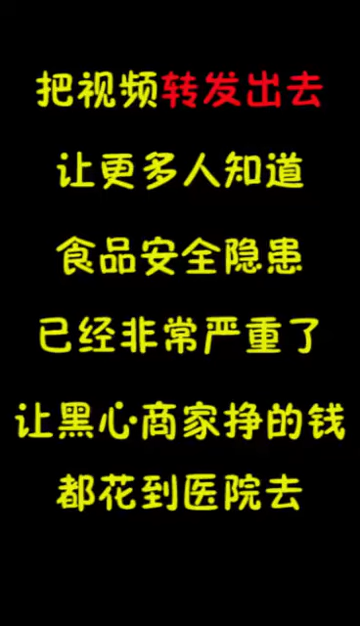 把视频转发出去
让更多人知道
食品安全隐患
已经非常严重了
让黑心商家挣的钱
都花到医院去